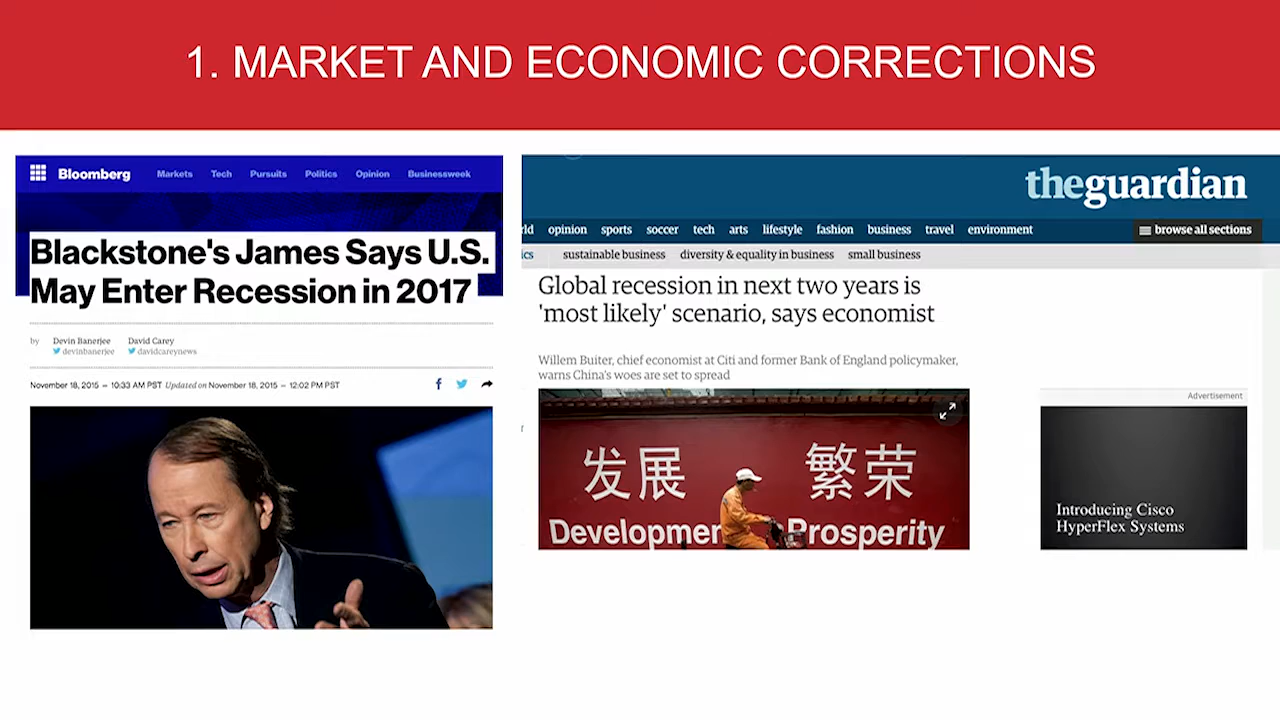 1. MARKET AND ECONOMIC CORRECTIONS
Bloomberg
Markets Tech Pursuits Politics Opinion Businessweek
Blackstone's James Says U.S.
May Enter Recession in 2017
by Devin Banerjee David Carey
devinbanerjee davidcareynews
November 18, 2015 — 10:33 AM PST Updated on November 18, 2015 — 12:02 PM PST
theguardian
rld opinion sports soccer tech arts lifestyle fashion business travel environment browse all sections
ics sustainable business diversity & equality in business small business
Global recession in next two years is
'most likely' scenario, says economist
Willem Buiter, chief economist at Citi and former Bank of England policymaker,
warns China's woes are set to spread
发展 繁荣
Developmen Prosperity
Advertisement
Introducing Cisco
HyperFlex Systems